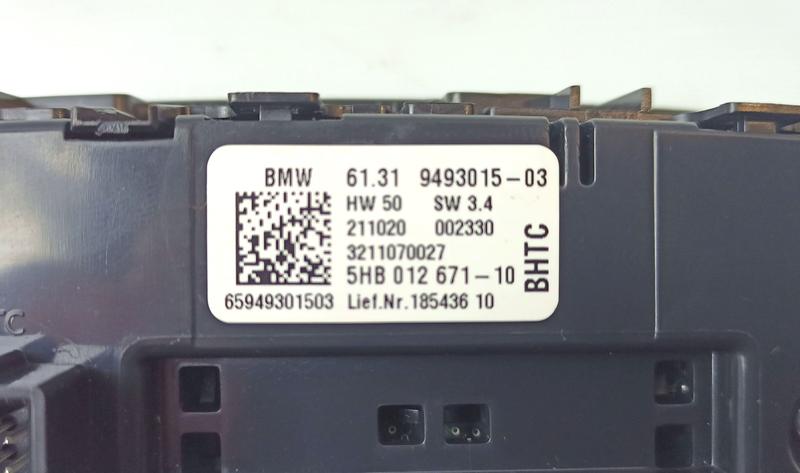 BMW 61.31 9493015-03
HW 50 SW 3.4
211020 002330
3211070027
5HB 012 671-10
65949301503 Lief.Nr.185436 10
BHTC